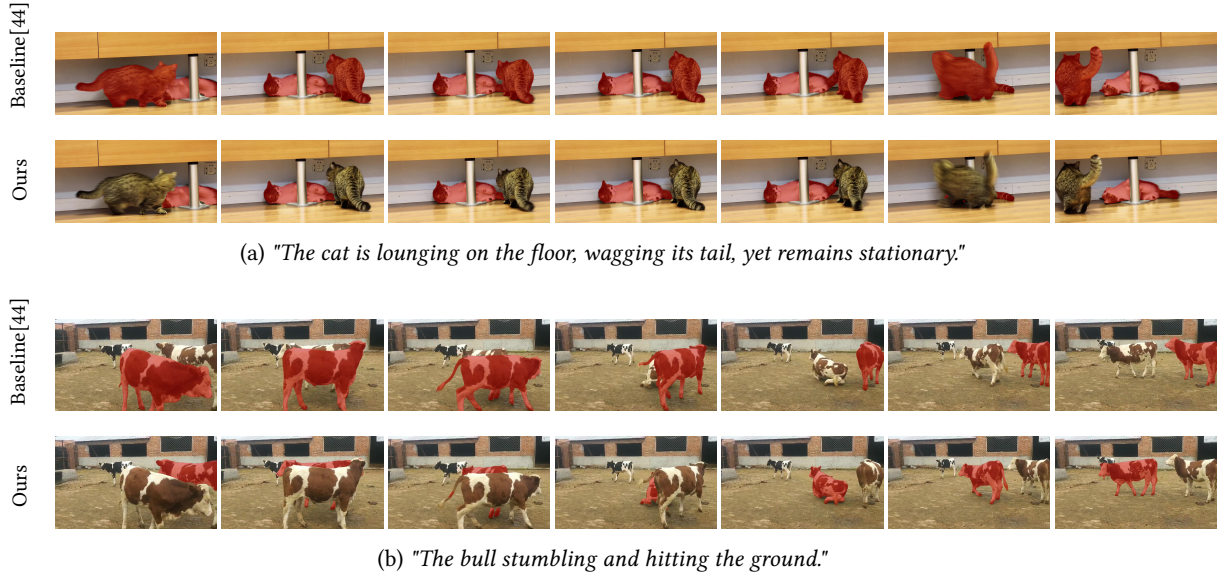 Baseline[44]
Ours
(a) "The cat is lounging on the floor, wagging its tail, yet remains stationary."
Baseline[44]
Ours
(b) "The bull stumbling and hitting the ground."